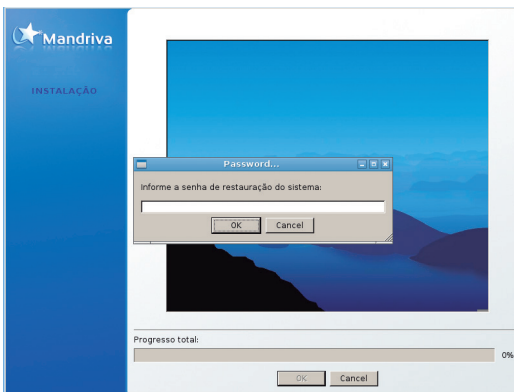 Mandriva
INSTALAÇÃO
Password...
Informe a senha de restauração do sistema:
OK Cancel
Progresso total:
0%
OK Cancel